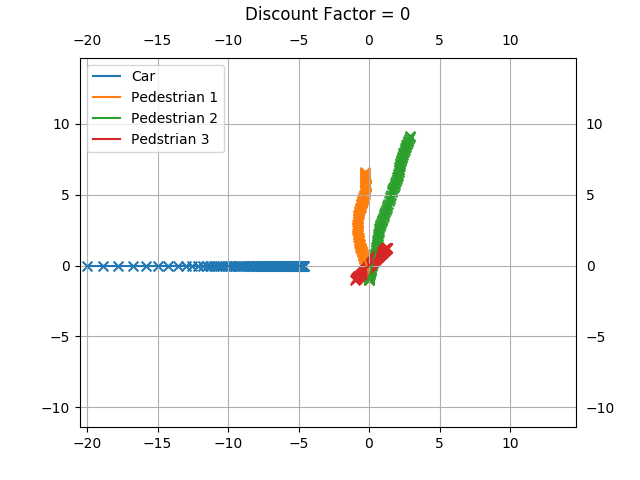 Discount Factor = 0
−20 −15 −10 −5 0 5 10
Car
Pedestrian 1
Pedestrian 2
Pedstrian 3
10 10
5 5
0 0
−5 −5
−10 −10
−20 −15 −10 −5 0 5 10